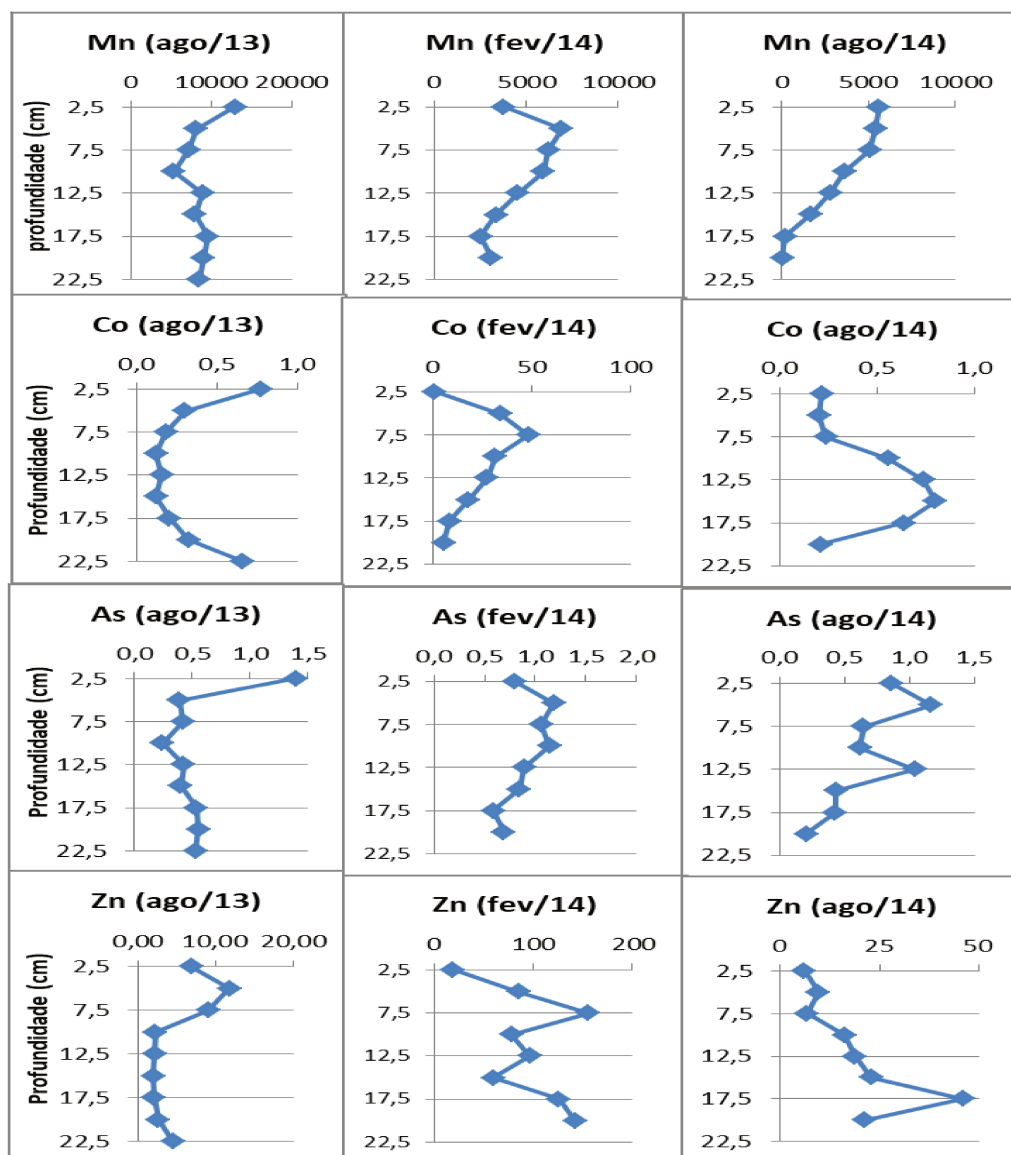 Mn (ago/13)
0 10000 20000
profundidade (cm)
2,5
7,5
12,5
17,5
22,5
Mn (fev/14)
0 5000 10000
2,5
7,5
12,5
17,5
22,5
Mn (ago/14)
0 5000 10000
2,5
7,5
12,5
17,5
22,5
Co (ago/13)
0,0 0,5 1,0
Profundidade (cm)
2,5
7,5
12,5
17,5
22,5
Co (fev/14)
0 50 100
2,5
7,5
12,5
17,5
22,5
Co (ago/14)
0,0 0,5 1,0
2,5
7,5
12,5
17,5
22,5
As (ago/13)
0,0 0,5 1,0 1,5
Profundidade (cm)
2,5
7,5
12,5
17,5
22,5
As (fev/14)
0,0 0,5 1,0 1,5 2,0
2,5
7,5
12,5
17,5
22,5
As (ago/14)
0,0 0,5 1,0 1,5
2,5
7,5
12,5
17,5
22,5
Zn (ago/13)
0,00 10,00 20,00
Profundidade (cm)
2,5
7,5
12,5
17,5
22,5
Zn (fev/14)
0 100 200
2,5
7,5
12,5
17,5
22,5
Zn (ago/14)
0 25 50
2,5
7,5
12,5
17,5
22,5